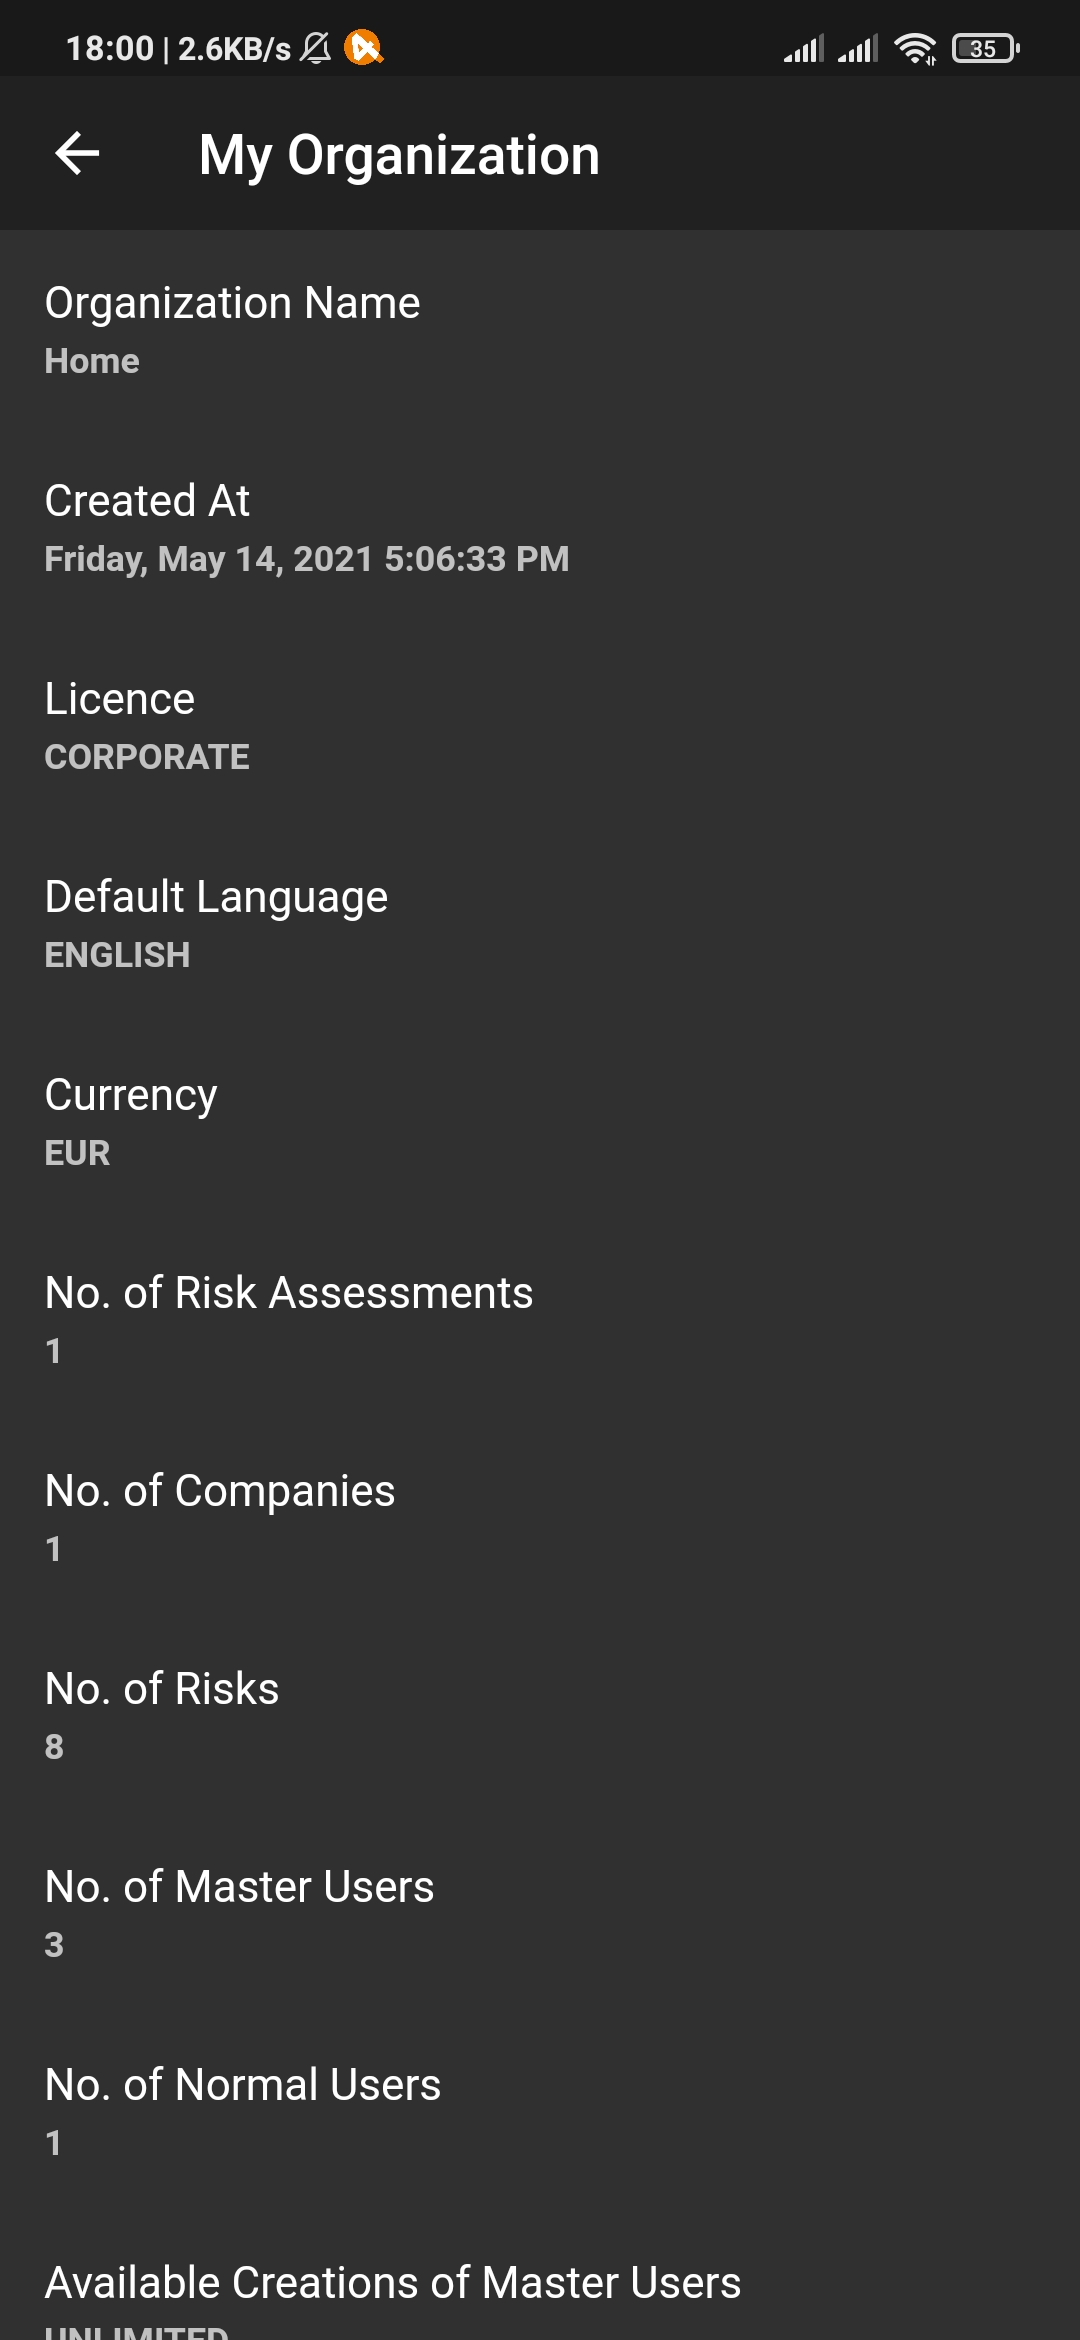 18:00 | 2.6KB/s
35
My Organization
Organization Name
Home
Created At
Friday, May 14, 2021 5:06:33 PM
Licence
CORPORATE
Default Language
ENGLISH
Currency
EUR
No. of Risk Assessments
1
No. of Companies
1
No. of Risks
8
No. of Master Users
3
No. of Normal Users
1
Available Creations of Master Users
UNLIMITED